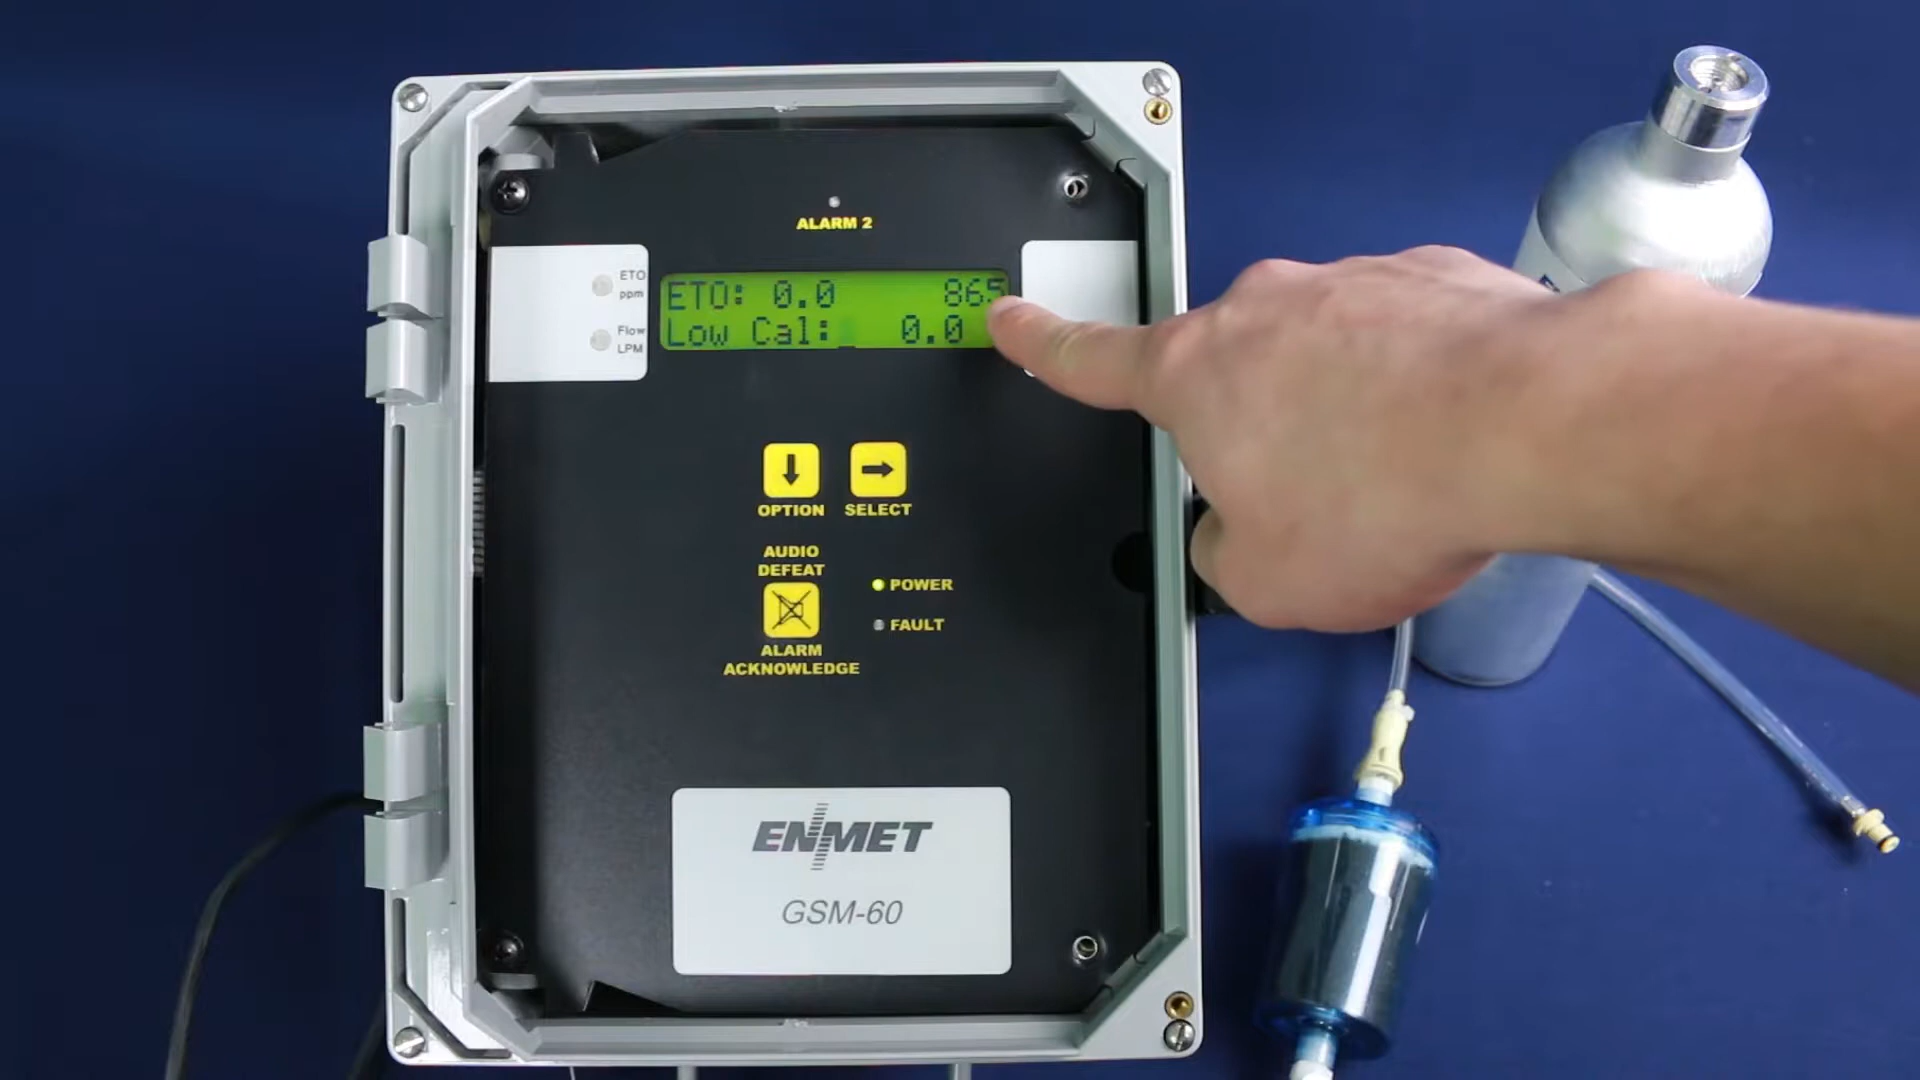 ALARM 2
ETO
ppm
Flow
LPM
ETO: 0.0 865
Low Cal:_ 0.0
OPTION
SELECT
AUDIO
DEFEAT
POWER
FAULT
ALARM
ACKNOWLEDGE
ENMET
GSM-60